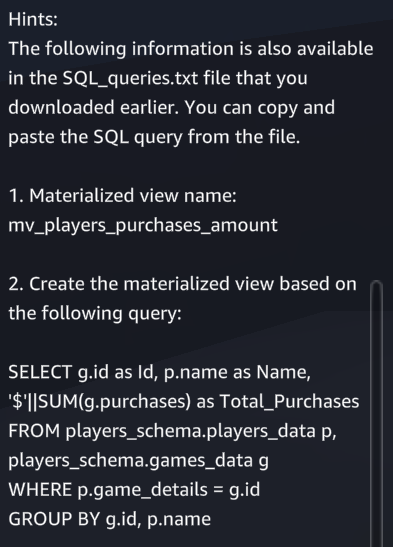 Hints:
The following information is also available
in the SQL_queries.txt file that you
downloaded earlier. You can copy and
paste the SQL query from the file.
1. Materialized view name:
mv_players_purchases_amount
2. Create the materialized view based on
the following query:
SELECT g.id as Id, p.name as Name,
'$'||SUM(g.purchases) as Total_Purchases
FROM players_schema.players_data p,
players_schema.games_data g
WHERE p.game_details = g.id
GROUP BY g.id, p.name